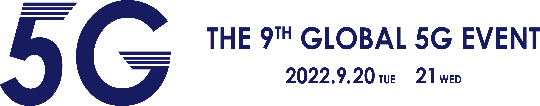 5G
THE 9TH GLOBAL 5G EVENT
2022.9.20 TUE 21 WED